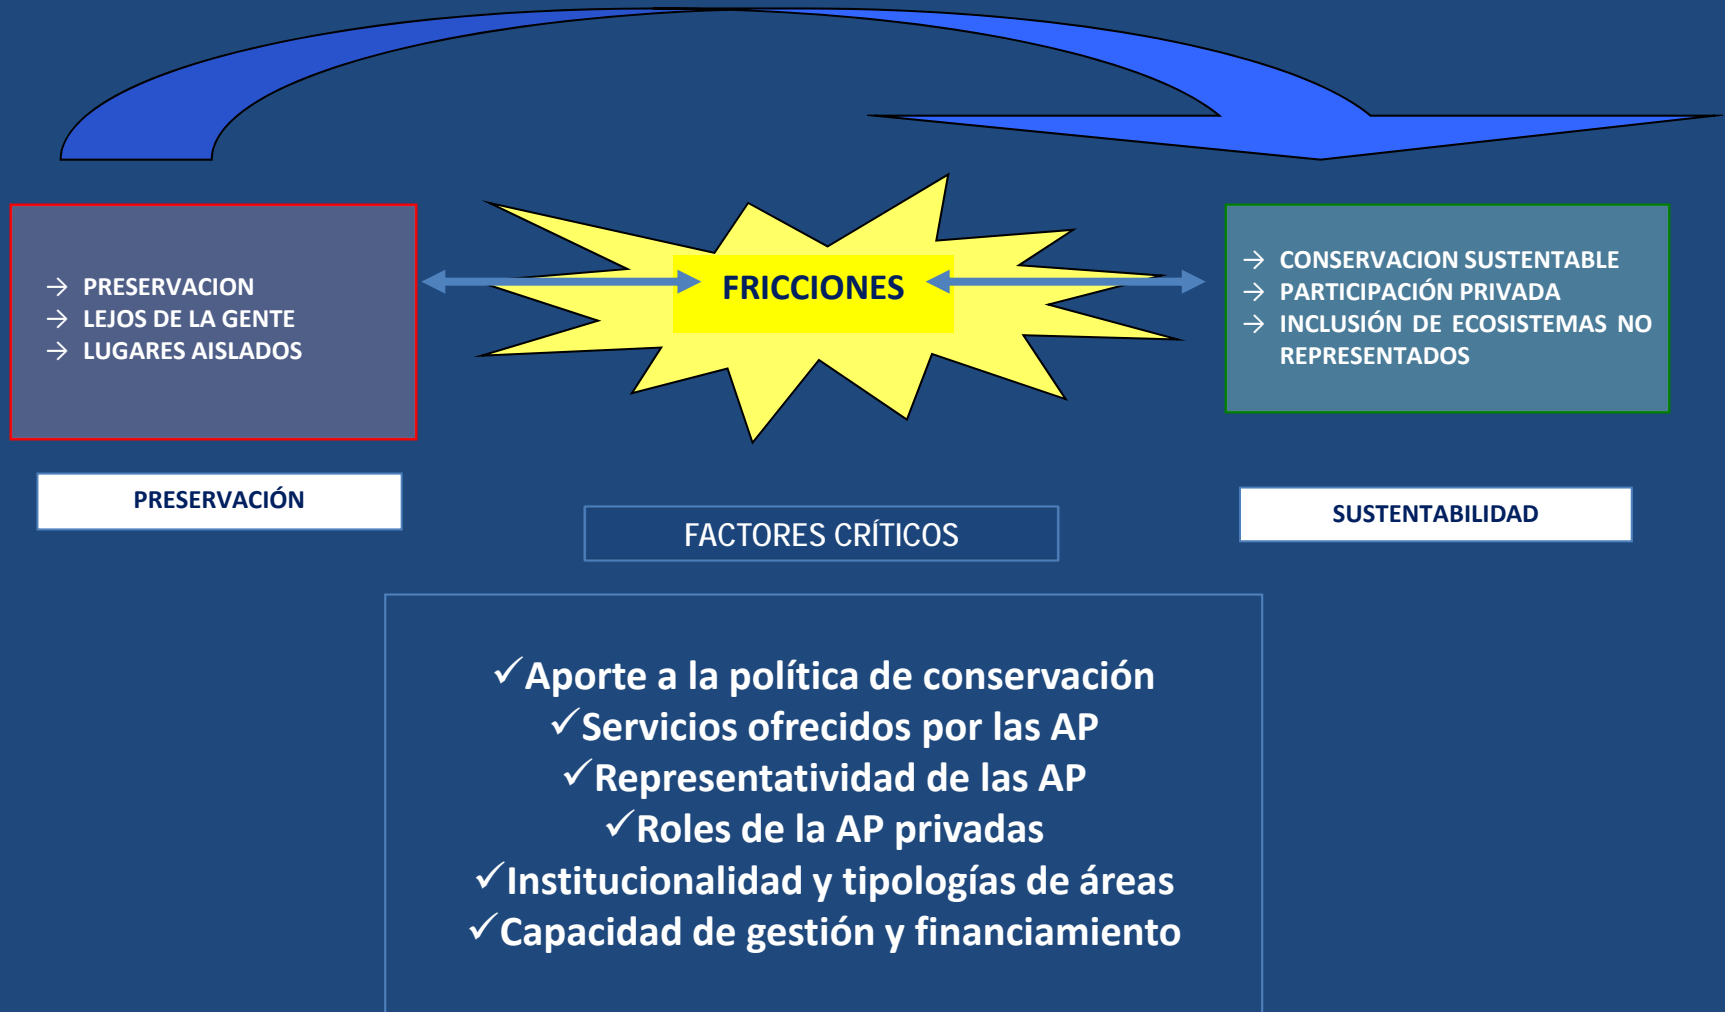 → PRESERVACION
→ LEJOS DE LA GENTE
→ LUGARES AISLADOS
FRICCIONES
→ CONSERVACION SUSTENTABLE
→ PARTICIPACIÓN PRIVADA
→ INCLUSIÓN DE ECOSISTEMAS NO
REPRESENTADOS
PRESERVACIÓN
SUSTENTABILIDAD
FACTORES CRÍTICOS
✓Aporte a la política de conservación
✓Servicios ofrecidos por las AP
✓Representatividad de las AP
✓Roles de la AP privadas
✓Institucionalidad y tipologías de áreas
✓Capacidad de gestión y financiamiento